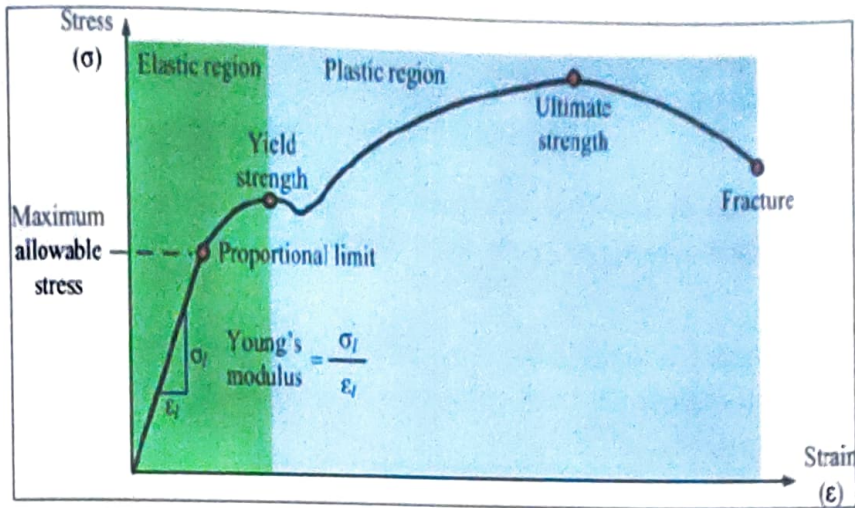 Stress
(σ)
Elastic region
Plastic region
Ultimate
strength
Yield
strength
Fracture
Maximum
allowable
stress
Proportional limit
Young's
modulus
= σl / εl
σl
εl
Strain
(ε)